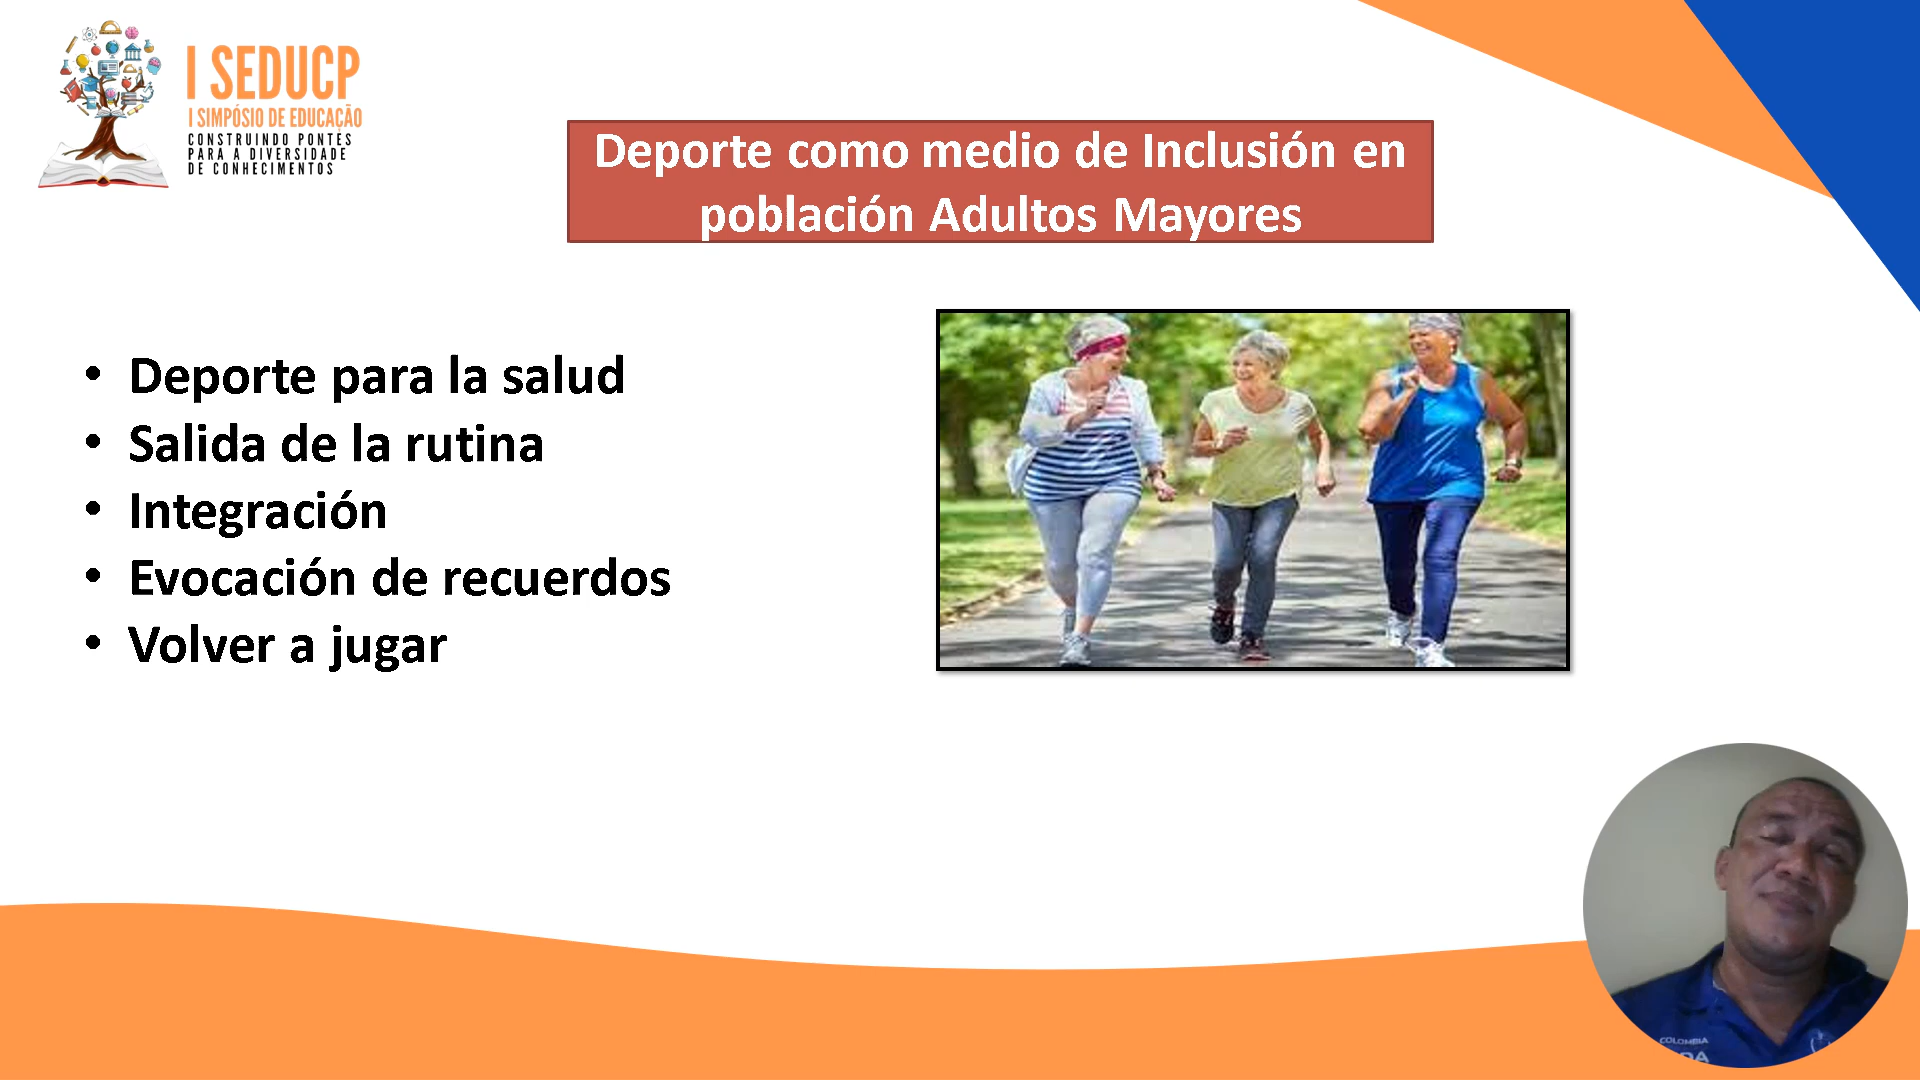 I SEDUCP
I SIMPÓSIO DE EDUCAÇÃO
CONSTRUINDO PONTES
PARA A DIVERSIDADE
DE CONHECIMENTOS
Deporte como medio de Inclusión en
población Adultos Mayores
• Deporte para la salud
• Salida de la rutina
• Integración
• Evocación de recuerdos
• Volver a jugar
COLOMBIA